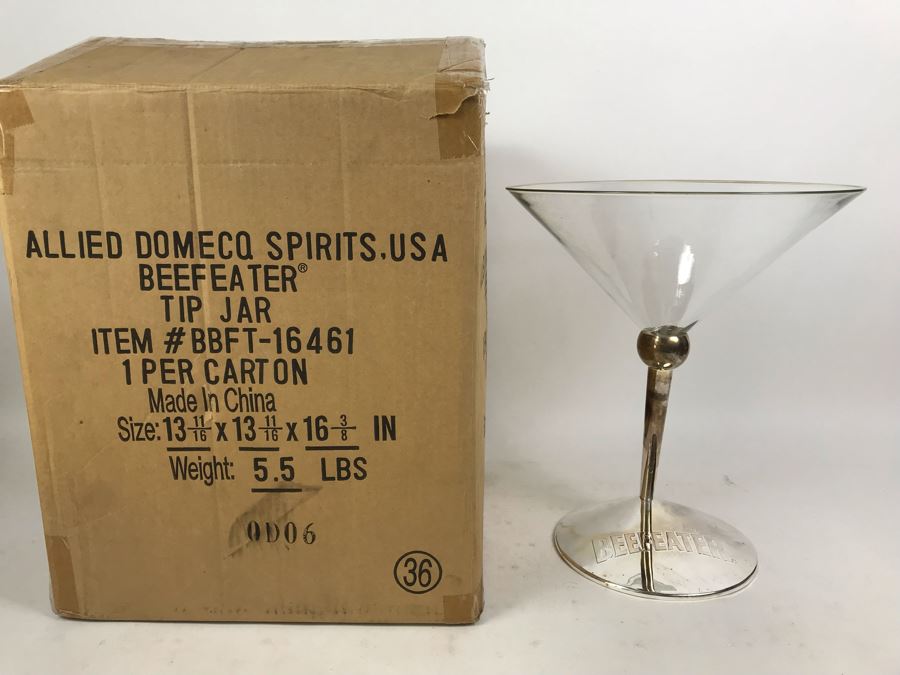 ALLIED DOMECQ SPIRITS.USA
BEEFEATER®
TIP JAR
ITEM #BBFT-16461
1 PER CARTON
Made In China
Size: 13 11/16 x 13 11/16 x 16 3/8 IN
Weight: 5.5 LBS
0D06
36
BEEFEATER